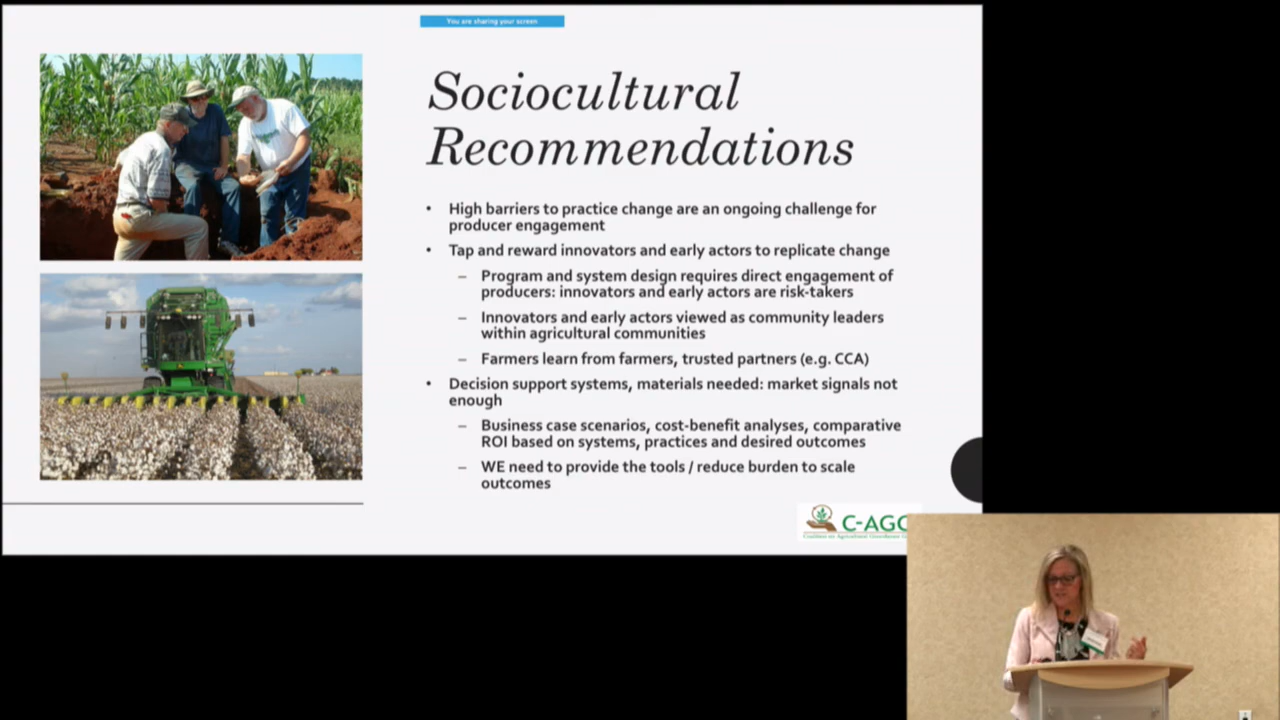 You are sharing your screen
Sociocultural
Recommendations
• High barriers to practice change are an ongoing challenge for
producer engagement
• Tap and reward innovators and early actors to replicate change
– Program and system design requires direct engagement of
producers: innovators and early actors are risk-takers
– Innovators and early actors viewed as community leaders
within agricultural communities
– Farmers learn from farmers, trusted partners (e.g. CCA)
• Decision support systems, materials needed: market signals not
enough
– Business case scenarios, cost-benefit analyses, comparative
ROI based on systems, practices and desired outcomes
– WE need to provide the tools / reduce burden to scale
outcomes
C-AGG
Coalition on Agricultural Greenhouse